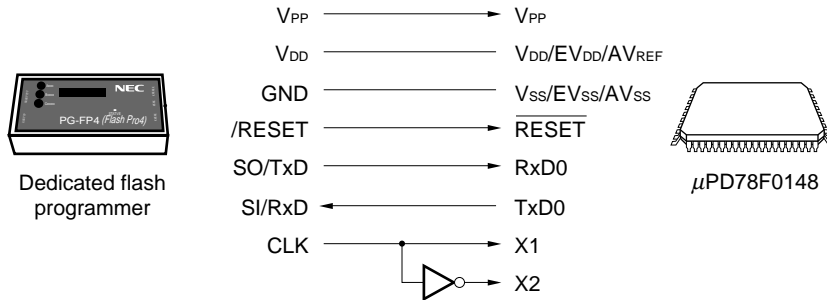 VPP VPP
VDD VDD/EVDD/AVREF
GND VSS/EVSS/AVSS
/RESET RESET
SO/TxD RxD0
SI/RxD TxD0
CLK X1
X2
NEC
PG-FP4 (Flash Pro4)
Dedicated flash
programmer
μPD78F0148